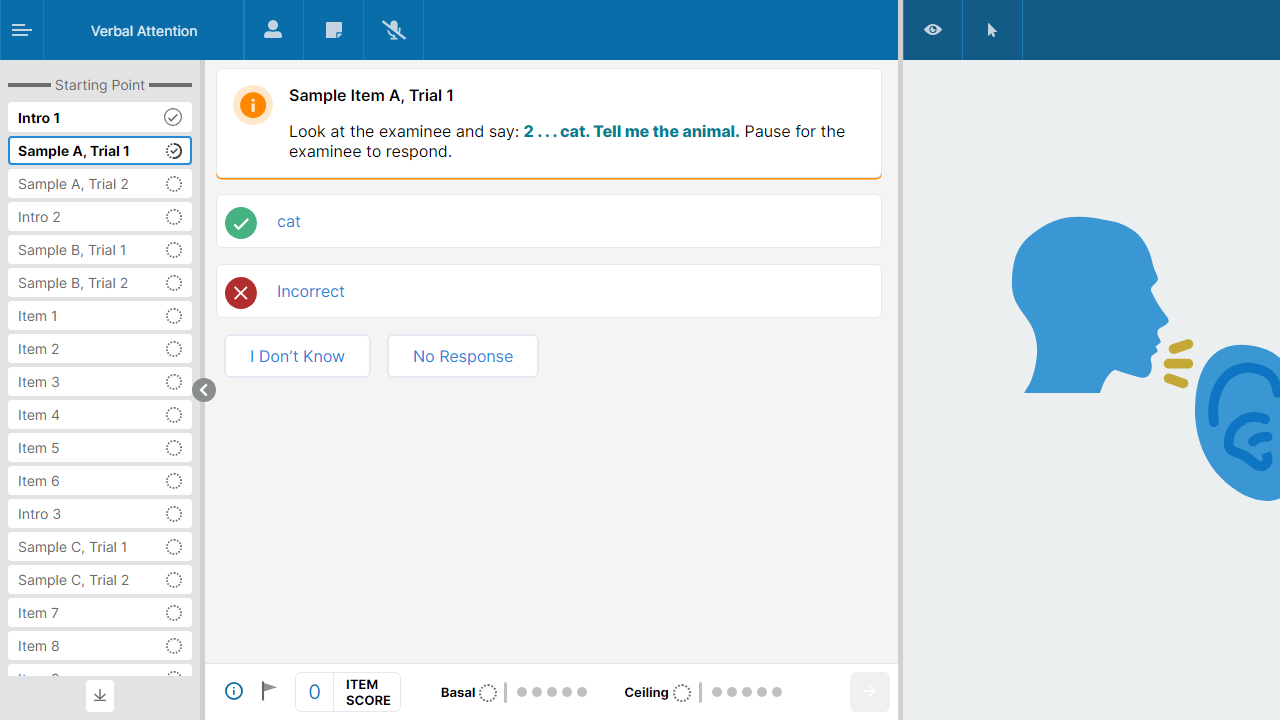 Verbal Attention
Starting Point
Intro 1
Sample A, Trial 1
Sample A, Trial 2
Intro 2
Sample B, Trial 1
Sample B, Trial 2
Item 1
Item 2
Item 3
Item 4
Item 5
Item 6
Intro 3
Sample C, Trial 1
Sample C, Trial 2
Item 7
Item 8
Sample Item A, Trial 1
Look at the examinee and say: 2 . . . cat. Tell me the animal. Pause for the
examinee to respond.
cat
Incorrect
I Don’t Know
No Response
0
ITEM
SCORE
Basal
Ceiling